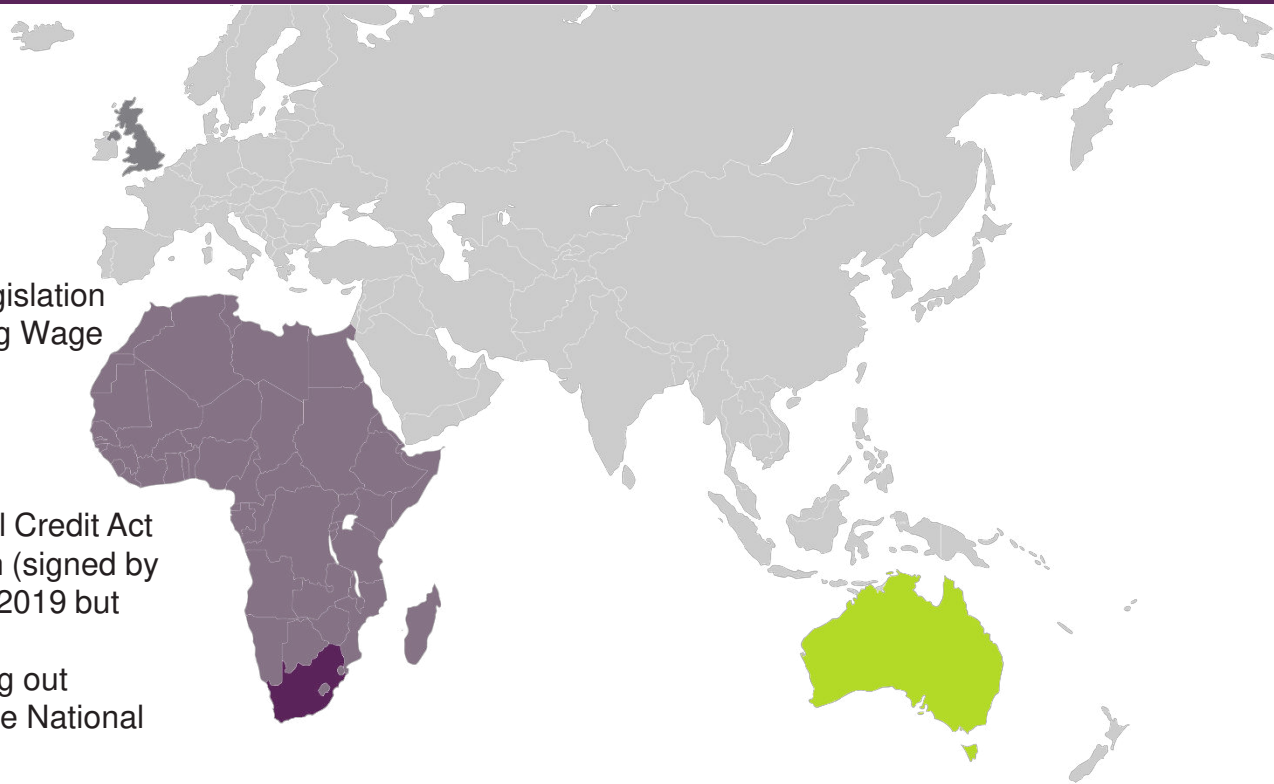 gislation
g Wage
l Credit Act
n (signed by
2019 but
g out
e National